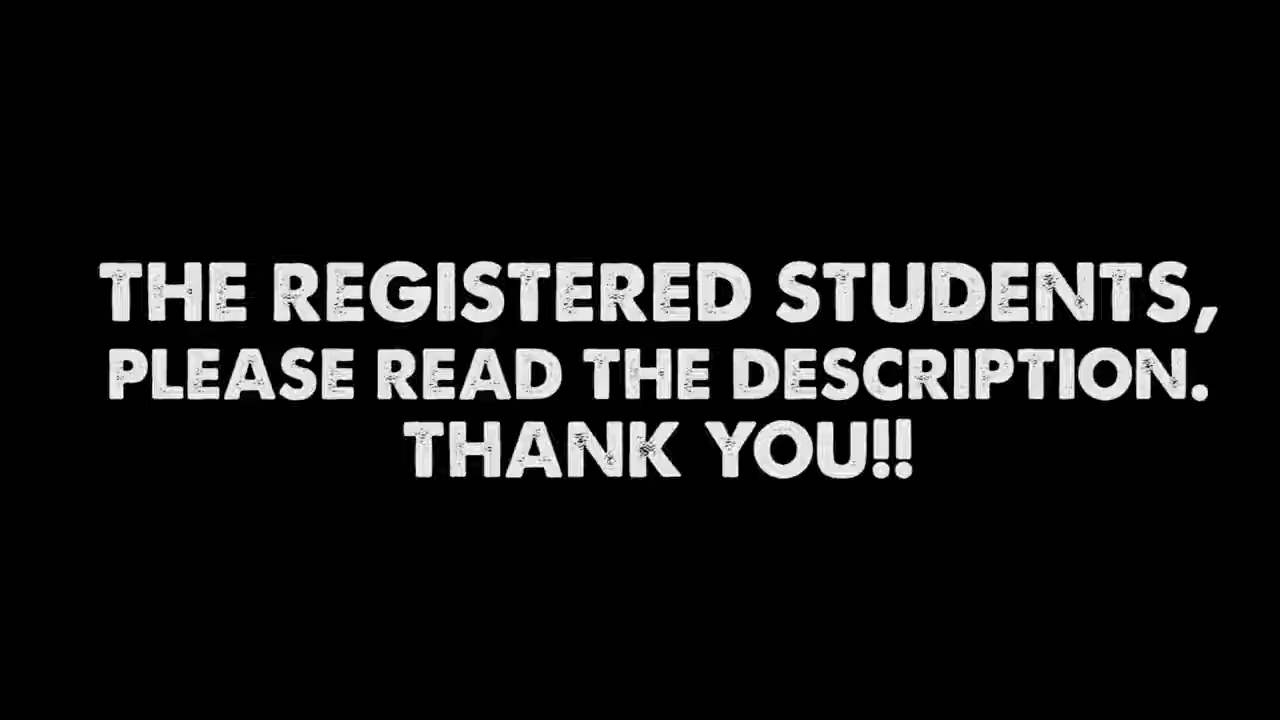 THE REGISTERED STUDENTS,
PLEASE READ THE DESCRIPTION.
THANK YOU!!